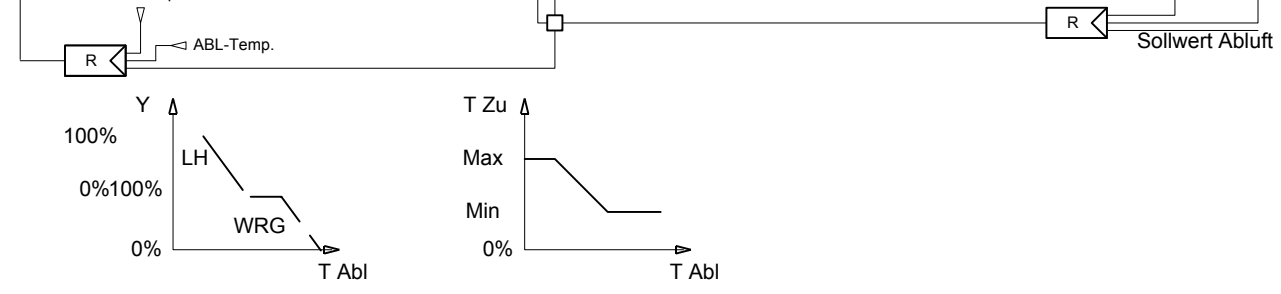 R
Sollwert Abluft
ABL-Temp.
R
Y
T Zu
100%
LH
Max
0%100%
WRG
Min
0%
0%
T Abl
T Abl